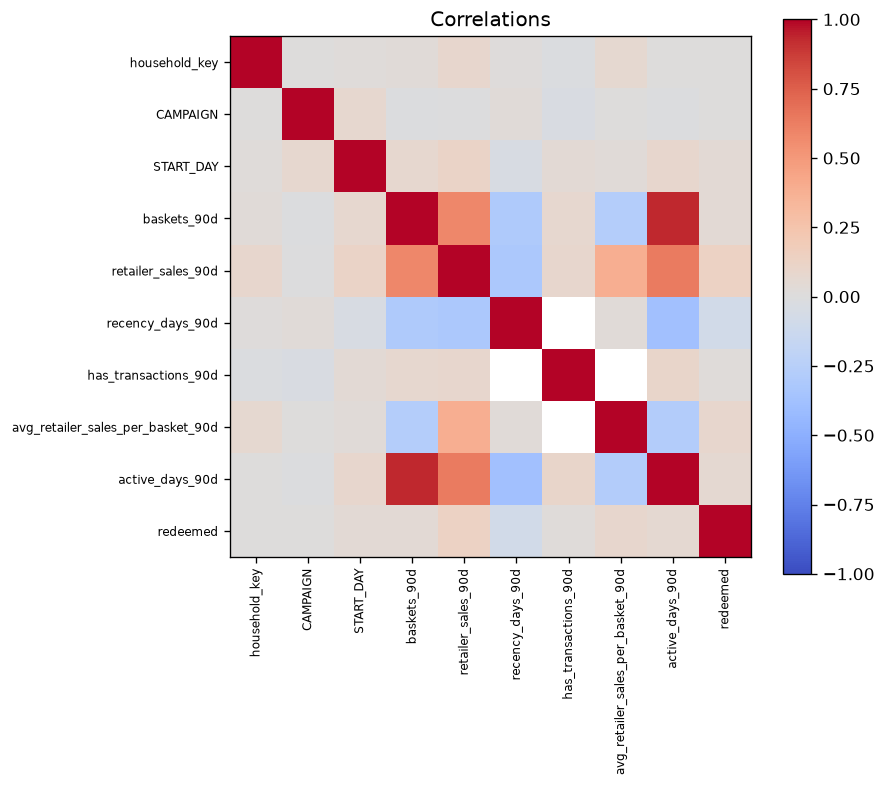 Correlations
household_key
CAMPAIGN
START_DAY
baskets_90d
retailer_sales_90d
recency_days_90d
has_transactions_90d
avg_retailer_sales_per_basket_90d
active_days_90d
redeemed
household_key
CAMPAIGN
START_DAY
baskets_90d
retailer_sales_90d
recency_days_90d
has_transactions_90d
avg_retailer_sales_per_basket_90d
active_days_90d
redeemed
1.00
0.75
0.50
0.25
0.00
−0.25
−0.50
−0.75
−1.00